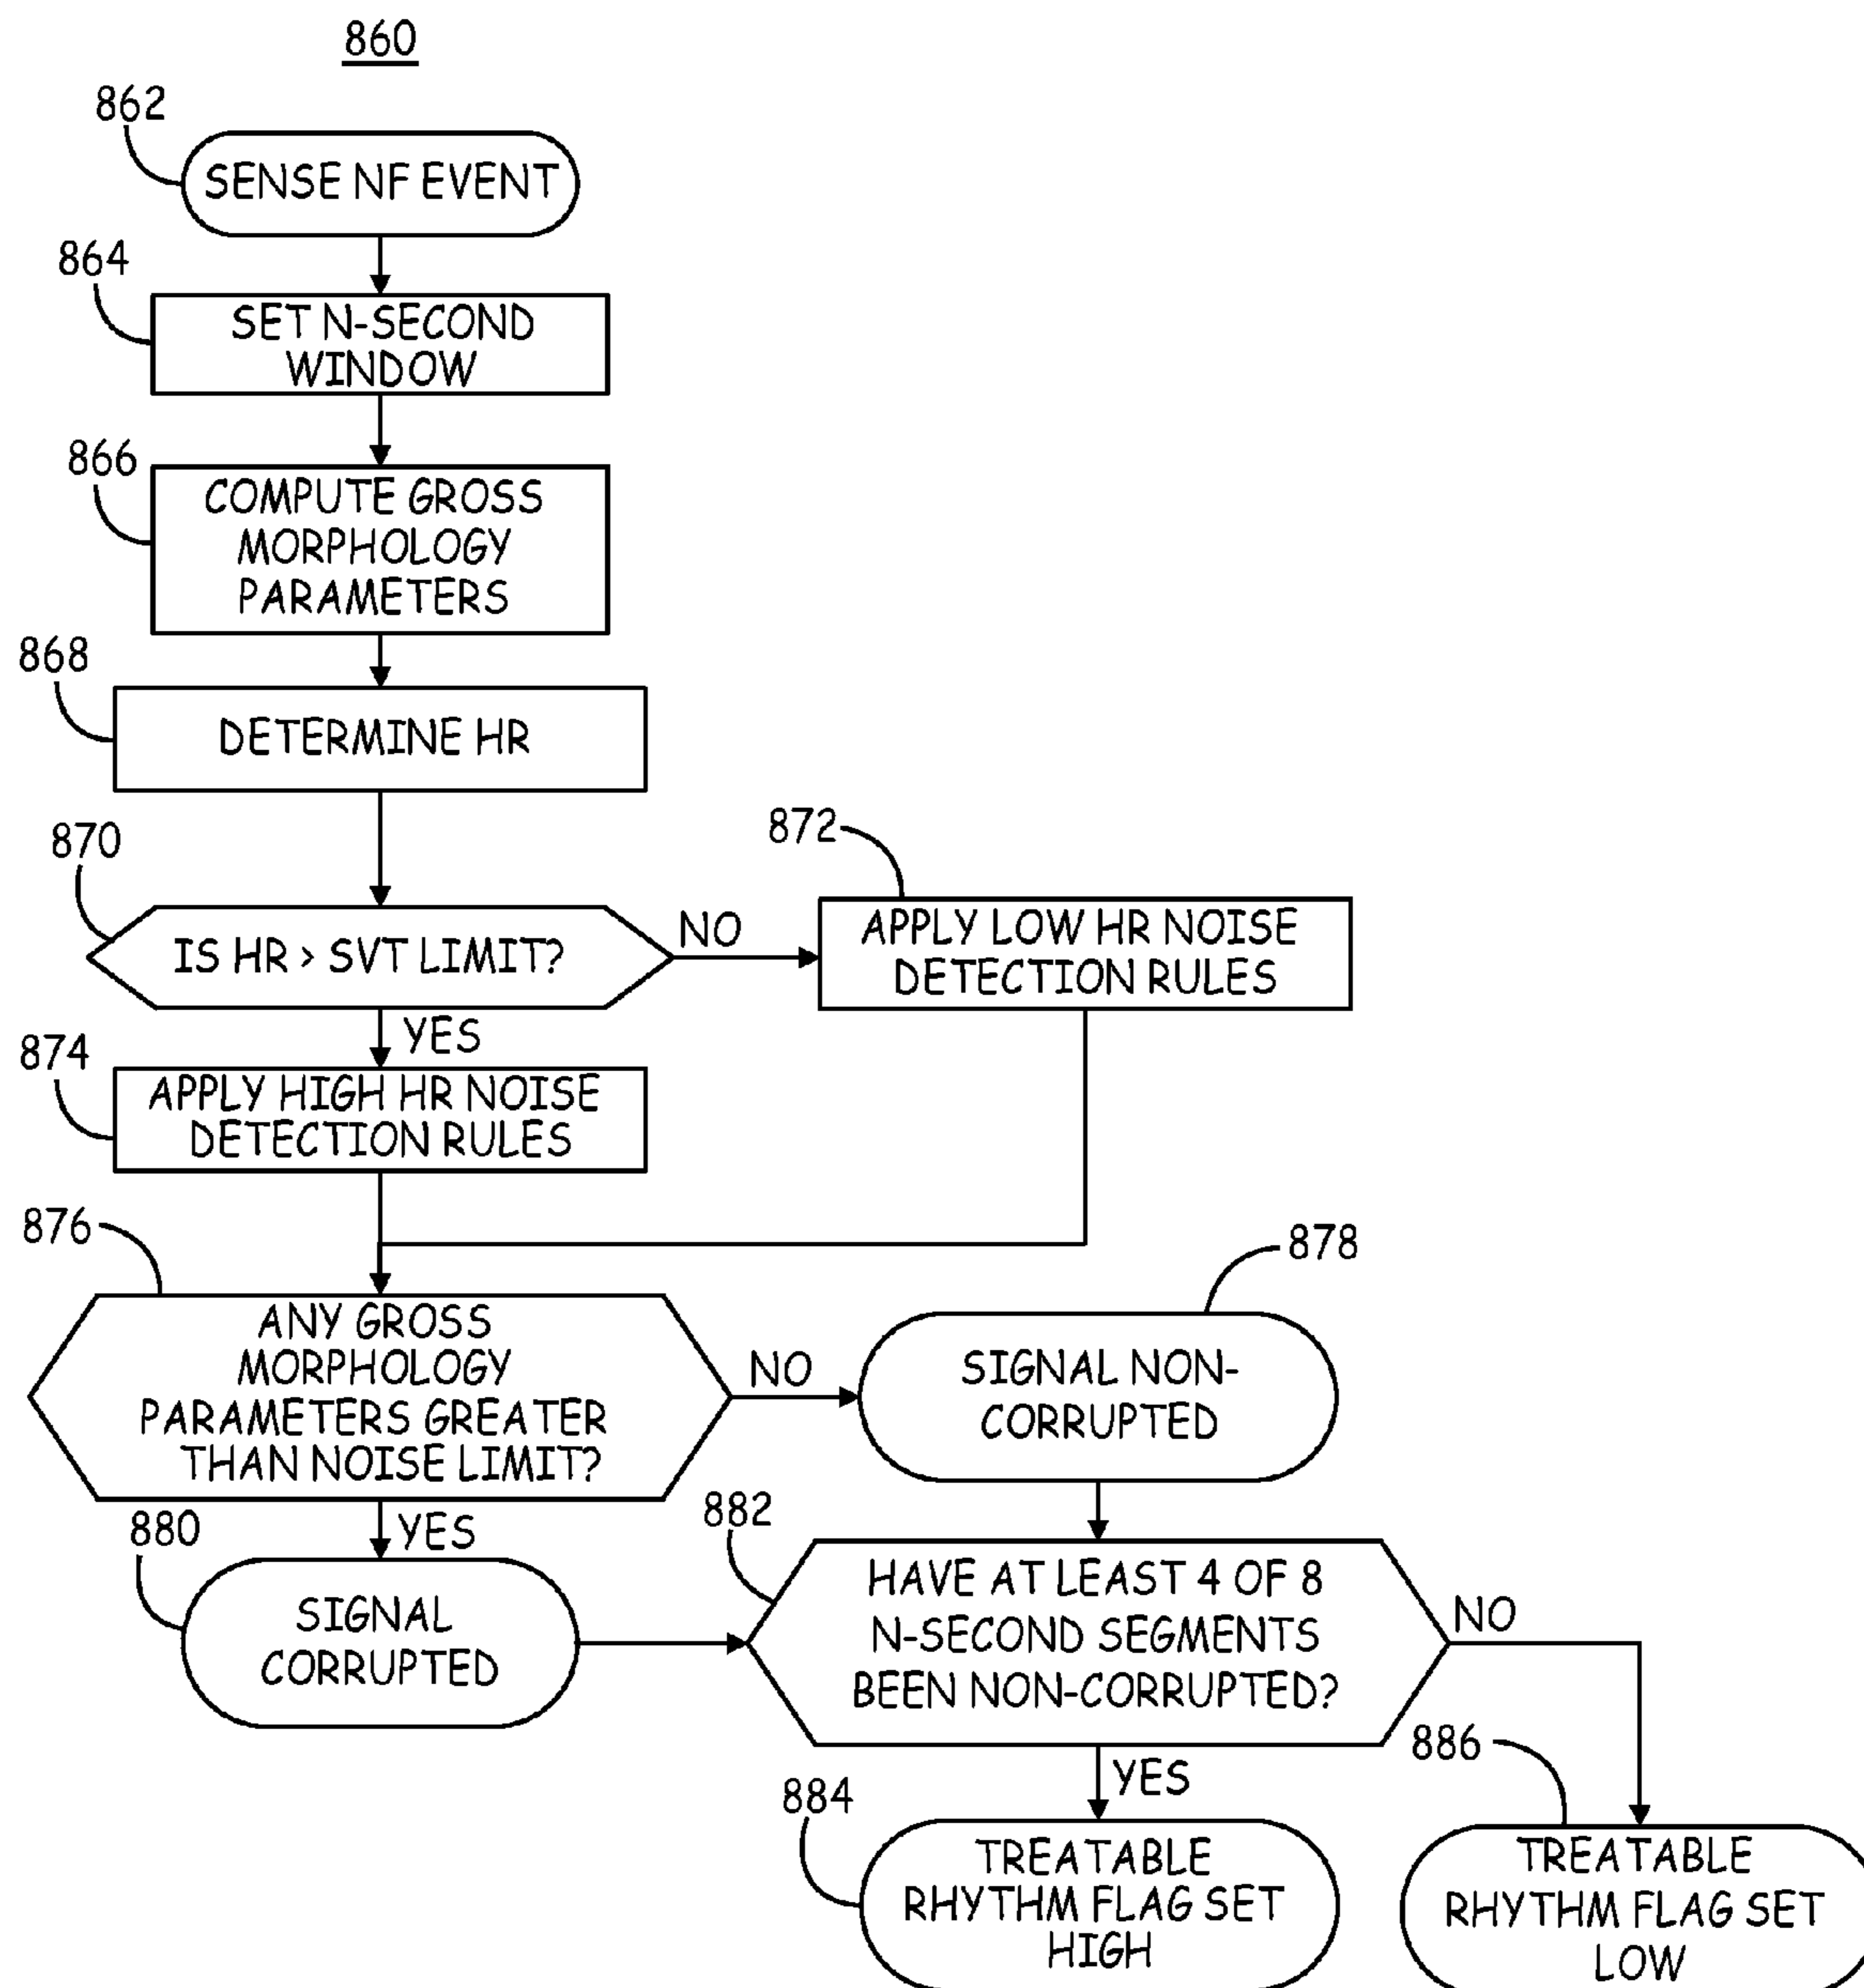 860
862
SENSE NF EVENT
864
SET N-SECOND
WINDOW
866
COMPUTE GROSS
MORPHOLOGY
PARAMETERS
868
DETERMINE HR
870
IS HR > SVT LIMIT?
NO
872
APPLY LOW HR NOISE
DETECTION RULES
YES
874
APPLY HIGH HR NOISE
DETECTION RULES
876
ANY GROSS
MORPHOLOGY
PARAMETERS GREATER
THAN NOISE LIMIT?
NO
878
SIGNAL NON-
CORRUPTED
YES
880
SIGNAL
CORRUPTED
882
HAVE AT LEAST 4 OF 8
N-SECOND SEGMENTS
BEEN NON-CORRUPTED?
NO
YES
884
TREATABLE
RHYTHM FLAG SET
HIGH
886
TREATABLE
RHYTHM FLAG SET
LOW